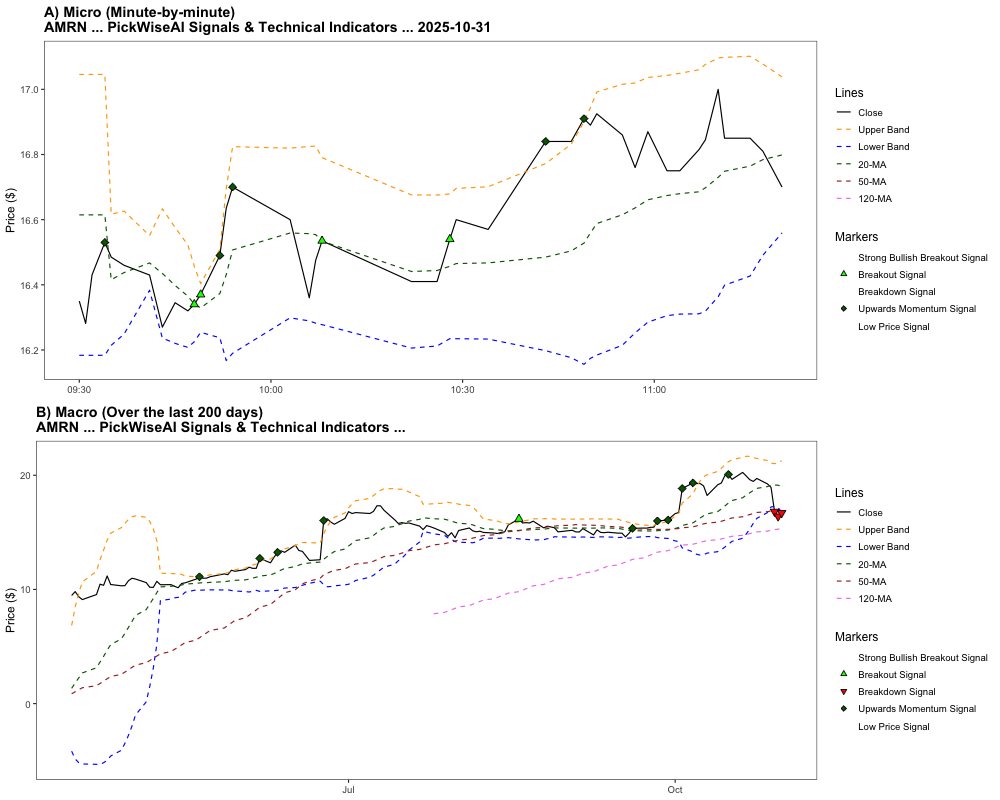 A) Micro (Minute-by-minute)
AMRN ... PickWiseAI Signals & Technical Indicators ... 2025-10-31
17.0
16.8
16.6
16.4
16.2
Price ($)
09:30
10:00
10:30
11:00
Lines
Close
Upper Band
Lower Band
20-MA
50-MA
120-MA
Markers
Strong Bullish Breakout Signal
Breakout Signal
Breakdown Signal
Upwards Momentum Signal
Low Price Signal
B) Macro (Over the last 200 days)
AMRN ... PickWiseAI Signals & Technical Indicators ...
20
10
0
Price ($)
Jul
Oct
Lines
Close
Upper Band
Lower Band
20-MA
50-MA
120-MA
Markers
Strong Bullish Breakout Signal
Breakout Signal
Breakdown Signal
Upwards Momentum Signal
Low Price Signal